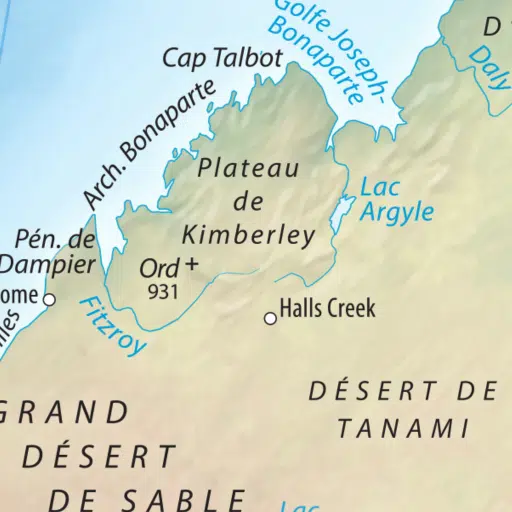 Golfe Joseph-
Bonaparte
D
Daly
Cap Talbot
Arch. Bonaparte
Plateau
de
Kimberley
Lac
Argyle
Pén. de
Dampier
Ord +
931
ome
Fitzroy
Halls Creek
DÉSERT DE
TANAMI
GRAND
DÉSERT
DE SABLE
Lac